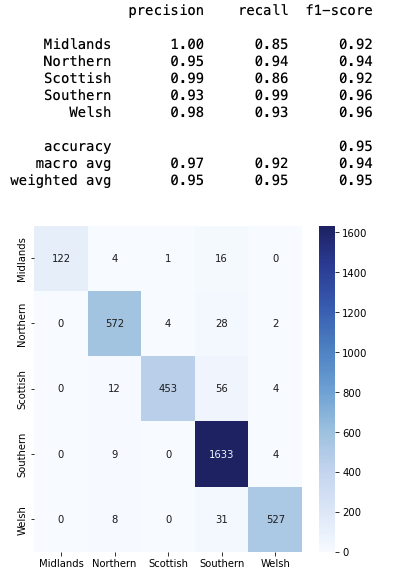 precision recall f1-score
Midlands 1.00 0.85 0.92
Northern 0.95 0.94 0.94
Scottish 0.99 0.86 0.92
Southern 0.93 0.99 0.96
Welsh 0.98 0.93 0.96
accuracy 0.95
macro avg 0.97 0.92 0.94
weighted avg 0.95 0.95 0.95
Midlands 122 4 1 16 0
Northern 0 572 4 28 2
Scottish 0 12 453 56 4
Southern 0 9 0 1633 4
Welsh 0 8 0 31 527
Midlands Northern Scottish Southern Welsh
1600
1400
1200
1000
800
600
400
200
0